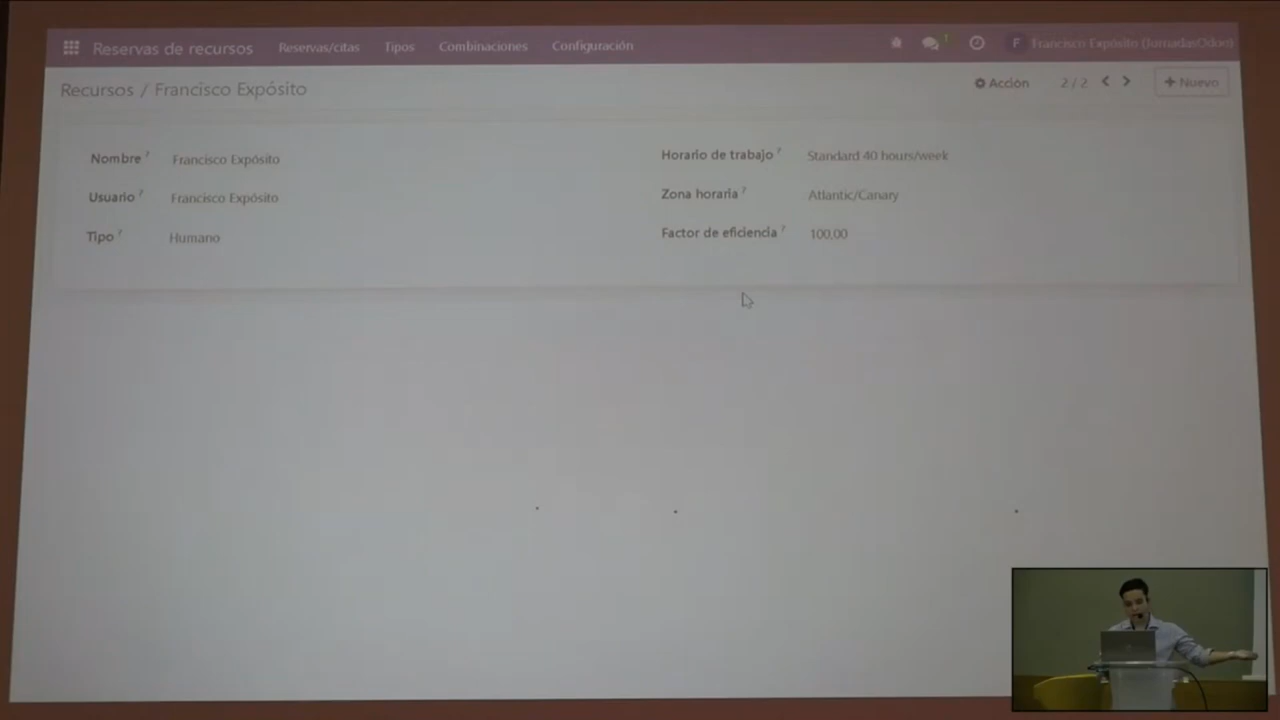 Reservas de recursos Reservas/citas Tipos Combinaciones Configuración 1 F Francisco Expósito (JornadasOdoo)
Recursos / Francisco Expósito Acción 2 / 2 + Nuevo
Nombre ? Francisco Expósito
Usuario ? Francisco Expósito
Tipo ? Humano
Horario de trabajo ? Standard 40 hours/week
Zona horaria ? Atlantic/Canary
Factor de eficiencia ? 100,00